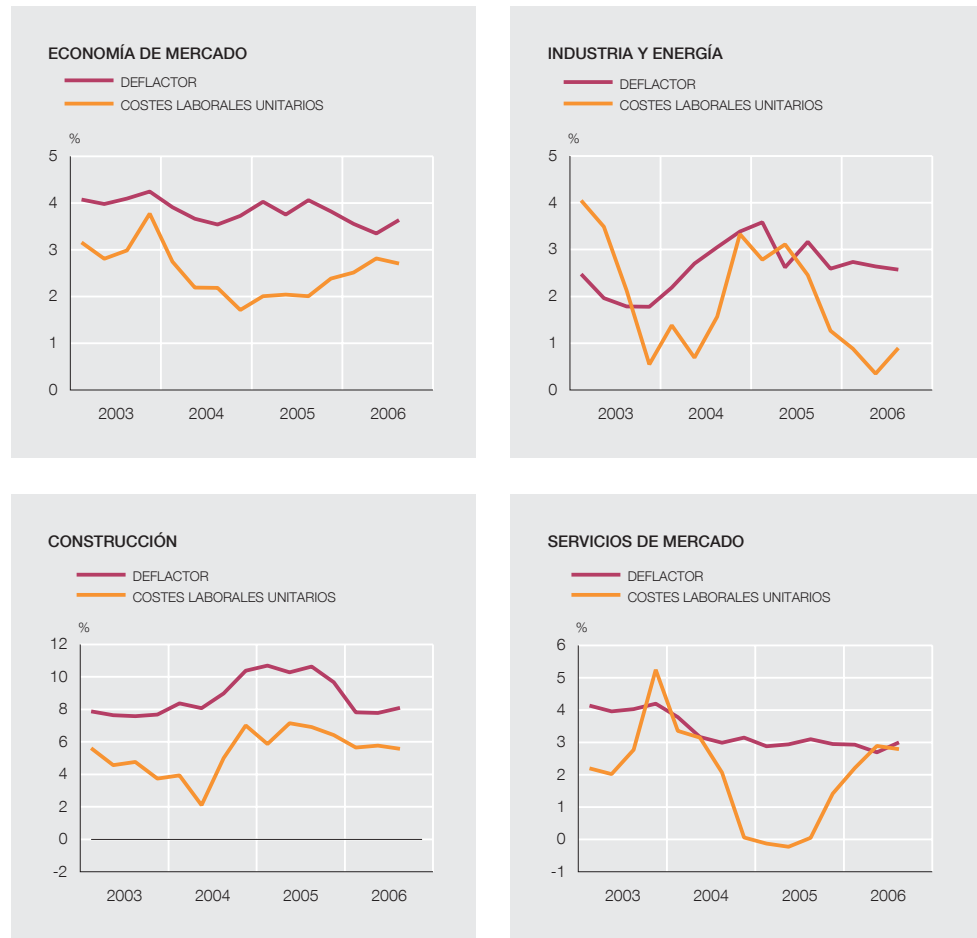 ECONOMÍA DE MERCADO
DEFLACTOR
COSTES LABORALES UNITARIOS
%
5
4
3
2
1
0
2003 2004 2005 2006
INDUSTRIA Y ENERGÍA
DEFLACTOR
COSTES LABORALES UNITARIOS
%
5
4
3
2
1
0
2003 2004 2005 2006
CONSTRUCCIÓN
DEFLACTOR
COSTES LABORALES UNITARIOS
%
12
10
8
6
4
2
0
-2
2003 2004 2005 2006
SERVICIOS DE MERCADO
DEFLACTOR
COSTES LABORALES UNITARIOS
%
6
5
4
3
2
1
0
-1
2003 2004 2005 2006